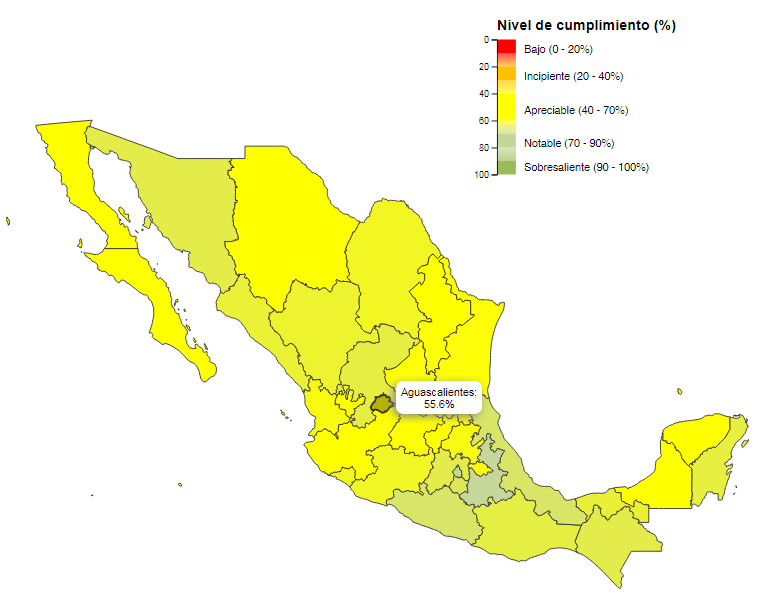 Nivel de cumplimiento (%)
0
Bajo (0 - 20%)
20
Incipiente (20 - 40%)
40
Apreciable (40 - 70%)
60
Notable (70 - 90%)
80
Sobresaliente (90 - 100%)
100
Aguascalientes:
55.6%